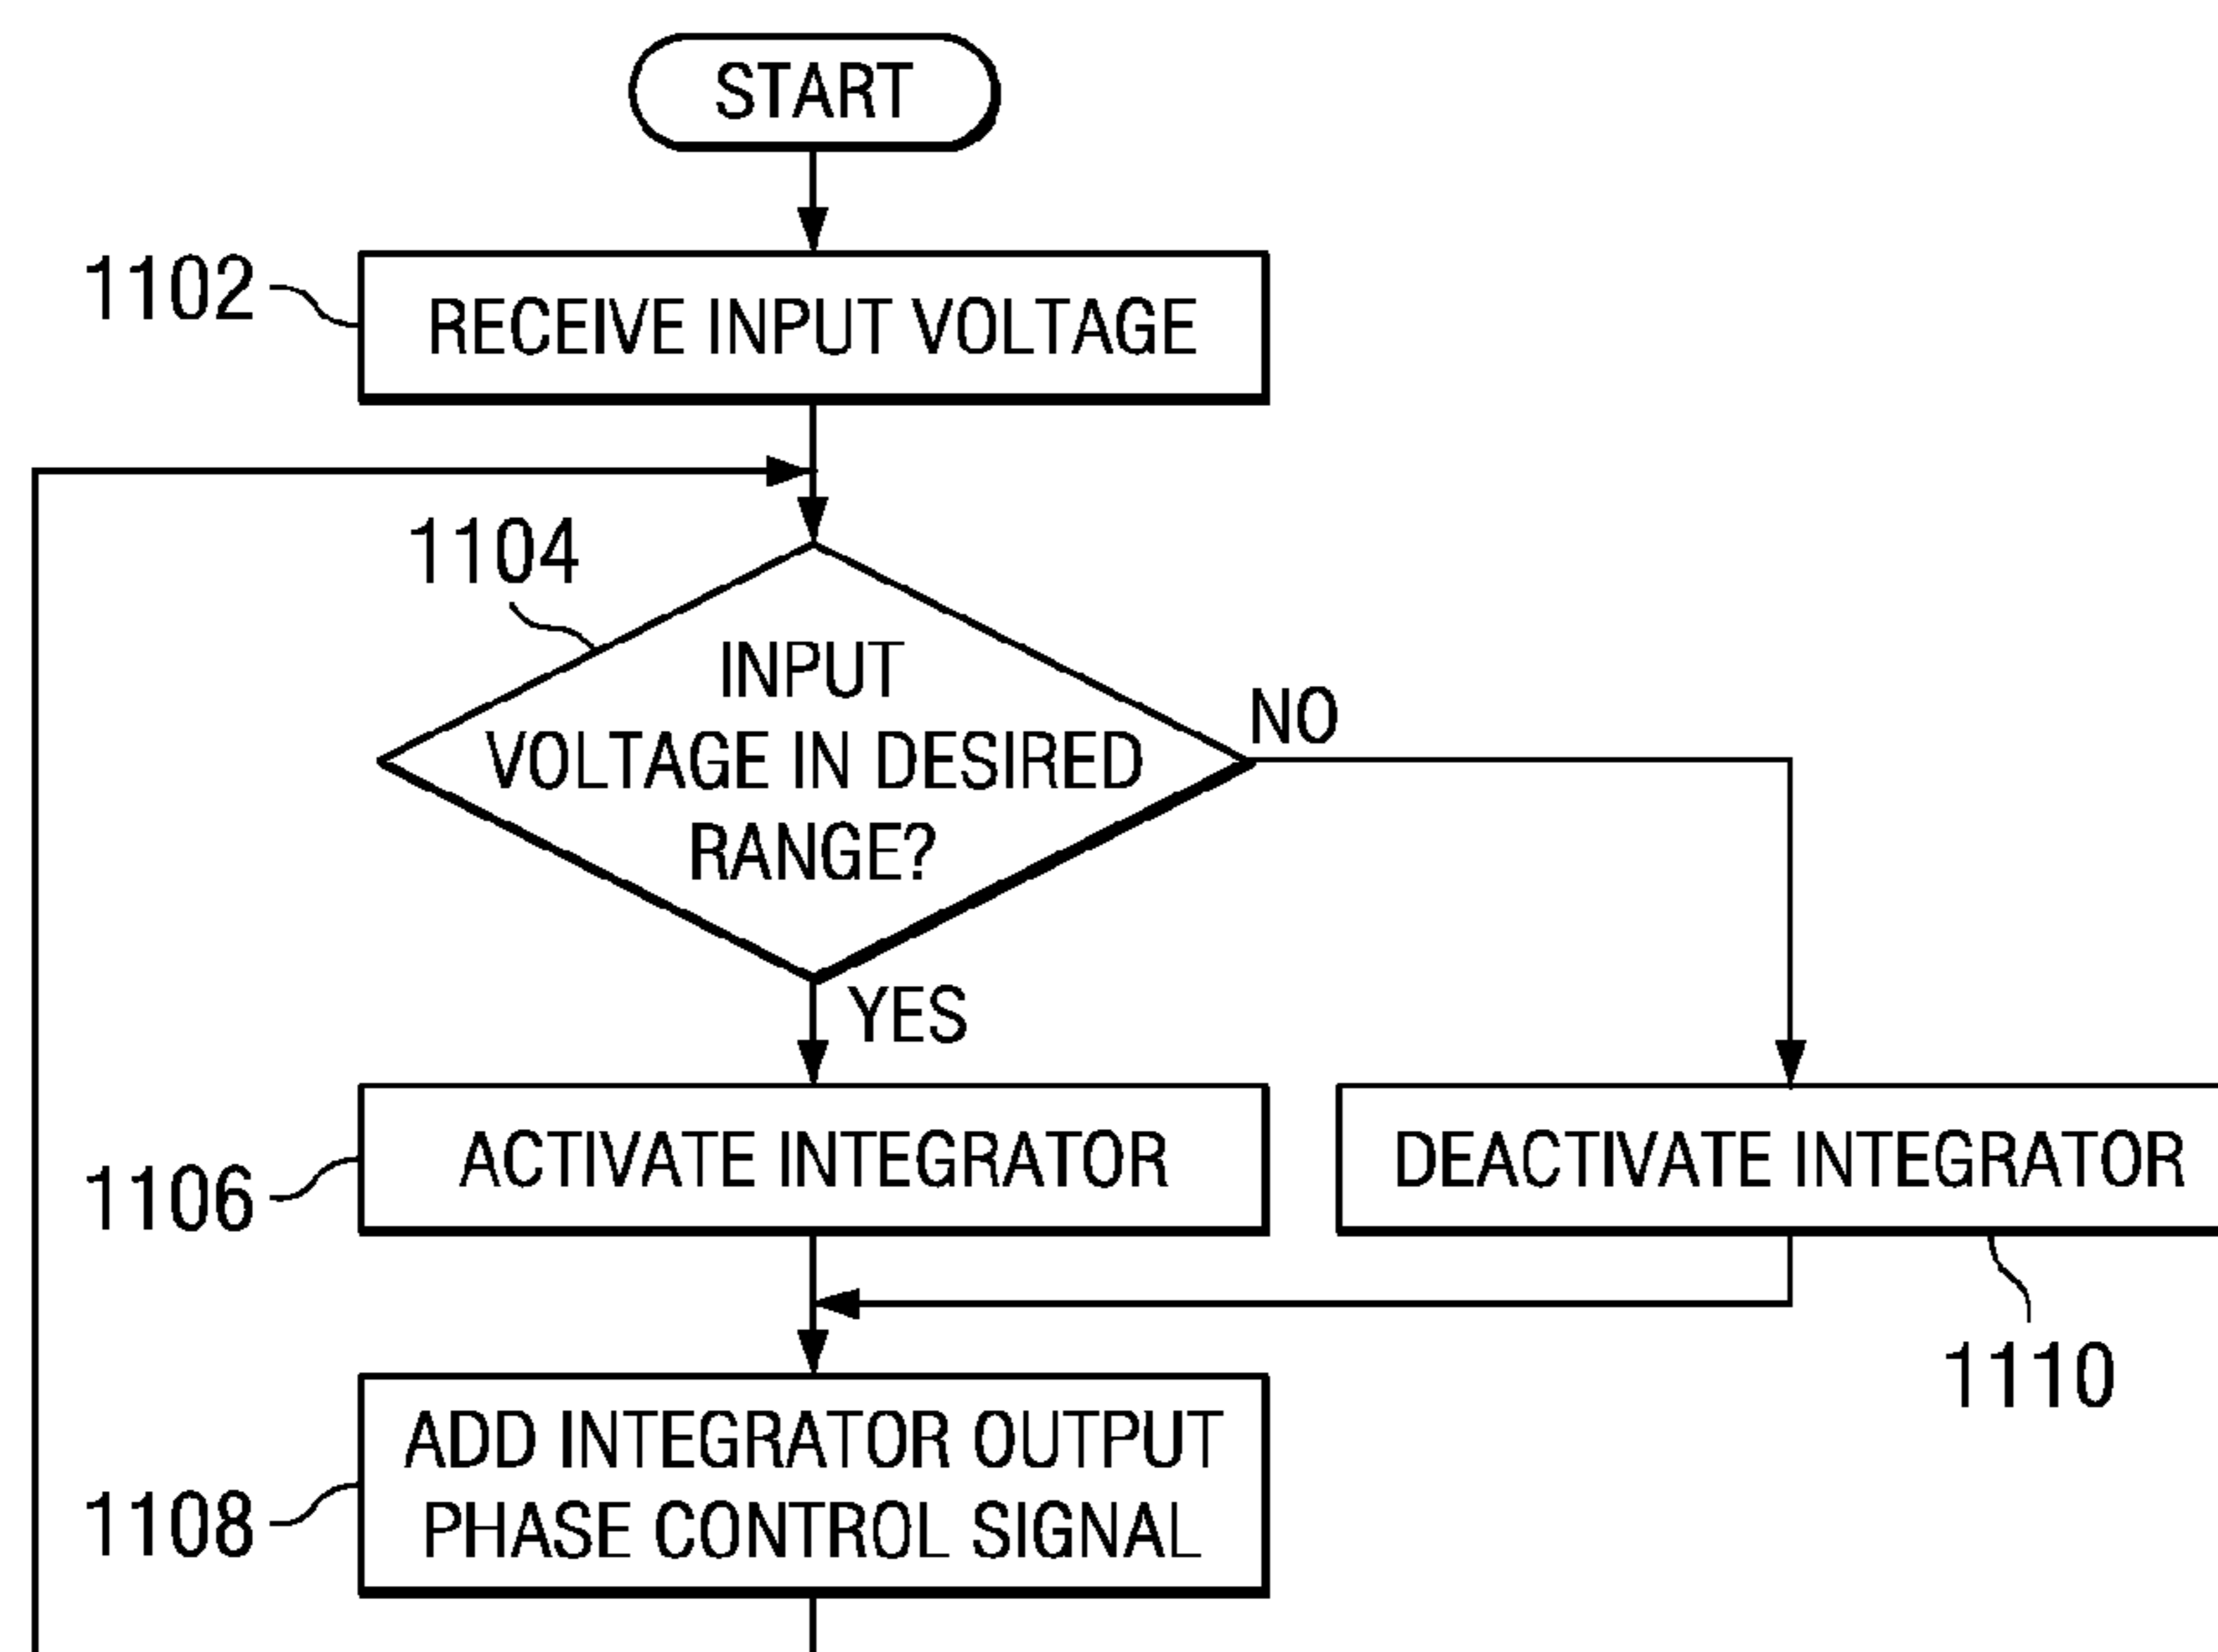 START
1102
RECEIVE INPUT VOLTAGE
1104
INPUT
VOLTAGE IN DESIRED
RANGE?
NO
YES
1106
ACTIVATE INTEGRATOR
DEACTIVATE INTEGRATOR
1110
1108
ADD INTEGRATOR OUTPUT
PHASE CONTROL SIGNAL